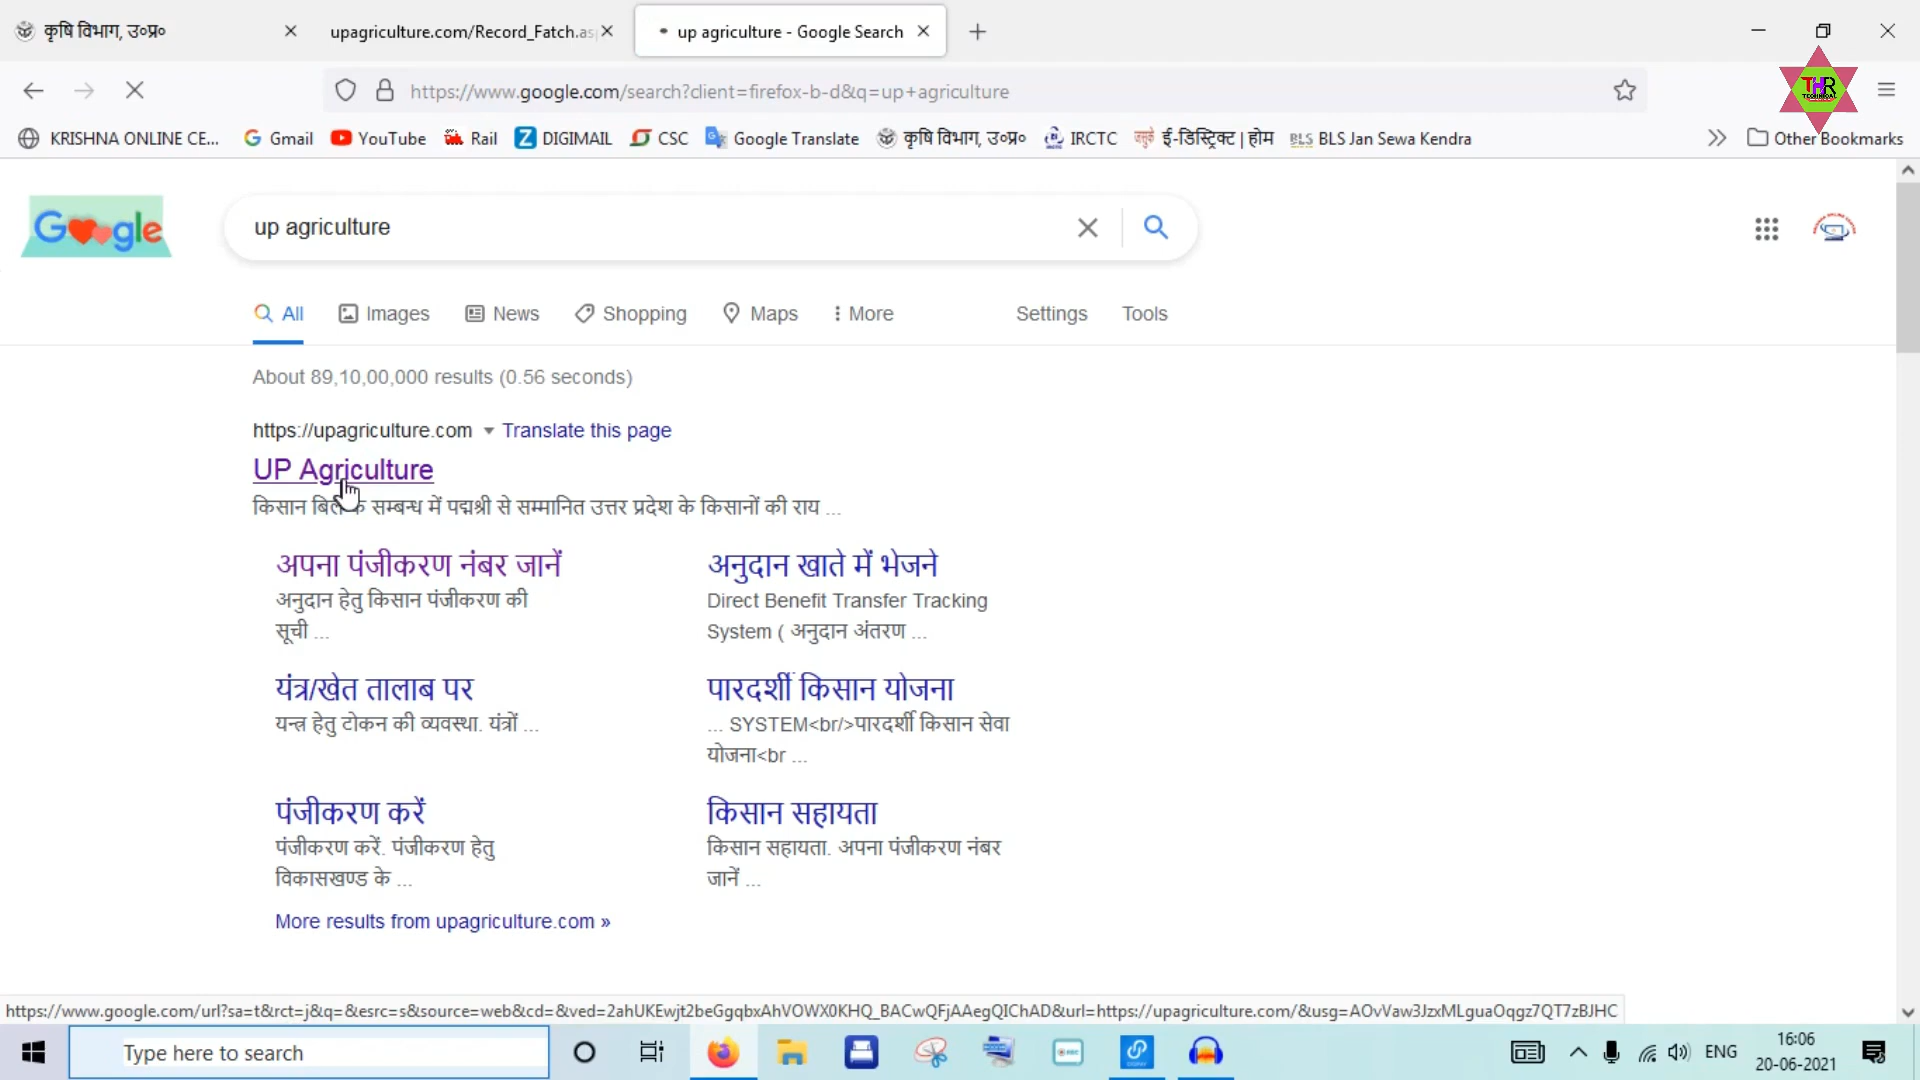 कृषि विभाग, उ०प्र०
upagriculture.com/Record_Fatch.as
up agriculture - Google Search
https://www.google.com/search?client=firefox-b-d&q=up+agriculture
THR
TECHNICAL
KRISHNA ONLINE CE...
Gmail
YouTube
Rail
DIGIMAIL
CSC
Google Translate
कृषि विभाग, उ०प्र०
IRCTC
ई-डिस्ट्रिक्ट | होम
BLS BLS Jan Sewa Kendra
Other Bookmarks
Google
up agriculture
All
Images
News
Shopping
Maps
More
Settings
Tools
About 89,10,00,000 results (0.56 seconds)
https://upagriculture.com Translate this page
UP Agriculture
किसान बिल के सम्बन्ध में पद्मश्री से सम्मानित उत्तर प्रदेश के किसानों की राय ...
अपना पंजीकरण नंबर जानें
अनुदान हेतु किसान पंजीकरण की
सूची ...
अनुदान खाते में भेजने
Direct Benefit Transfer Tracking
System ( अनुदान अंतरण ...
यंत्र/खेत तालाब पर
यन्त्र हेतु टोकन की व्यवस्था. यंत्रों ...
पारदर्शी किसान योजना
... SYSTEM<br/>पारदर्शी किसान सेवा
योजना<br ...
पंजीकरण करें
पंजीकरण करें. पंजीकरण हेतु
विकासखण्ड के ...
किसान सहायता
किसान सहायता. अपना पंजीकरण नंबर
जानें ...
More results from upagriculture.com »
https://www.google.com/url?sa=t&rct=j&q=&esrc=s&source=web&cd=&ved=2ahUKEwjt2beGgqbxAhVOWX0KHQ_BACwQFjAAegQIChAD&url=https://upagriculture.com/&usg=AOvVaw3JzxMLguaOqgz7QT7zBJHC
Type here to search
ENG
16:06
20-06-2021